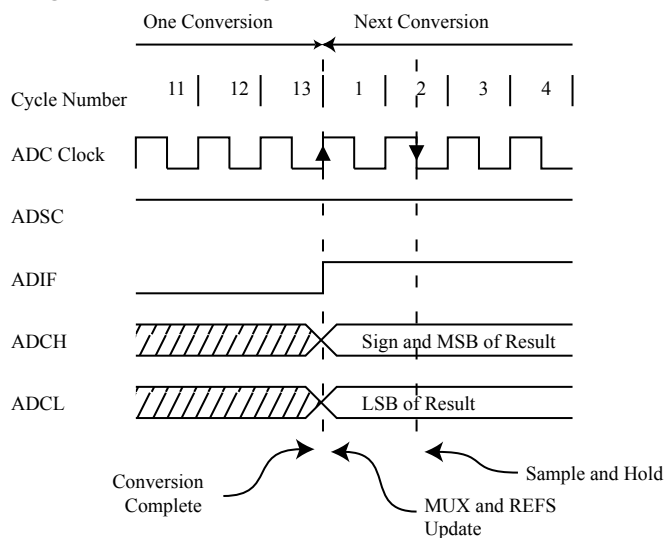 One Conversion Next Conversion
Cycle Number 11 12 13 1 2 3 4
ADC Clock
ADSC
ADIF
ADCH Sign and MSB of Result
ADCL LSB of Result
Conversion
Complete
MUX and REFS
Update
Sample and Hold